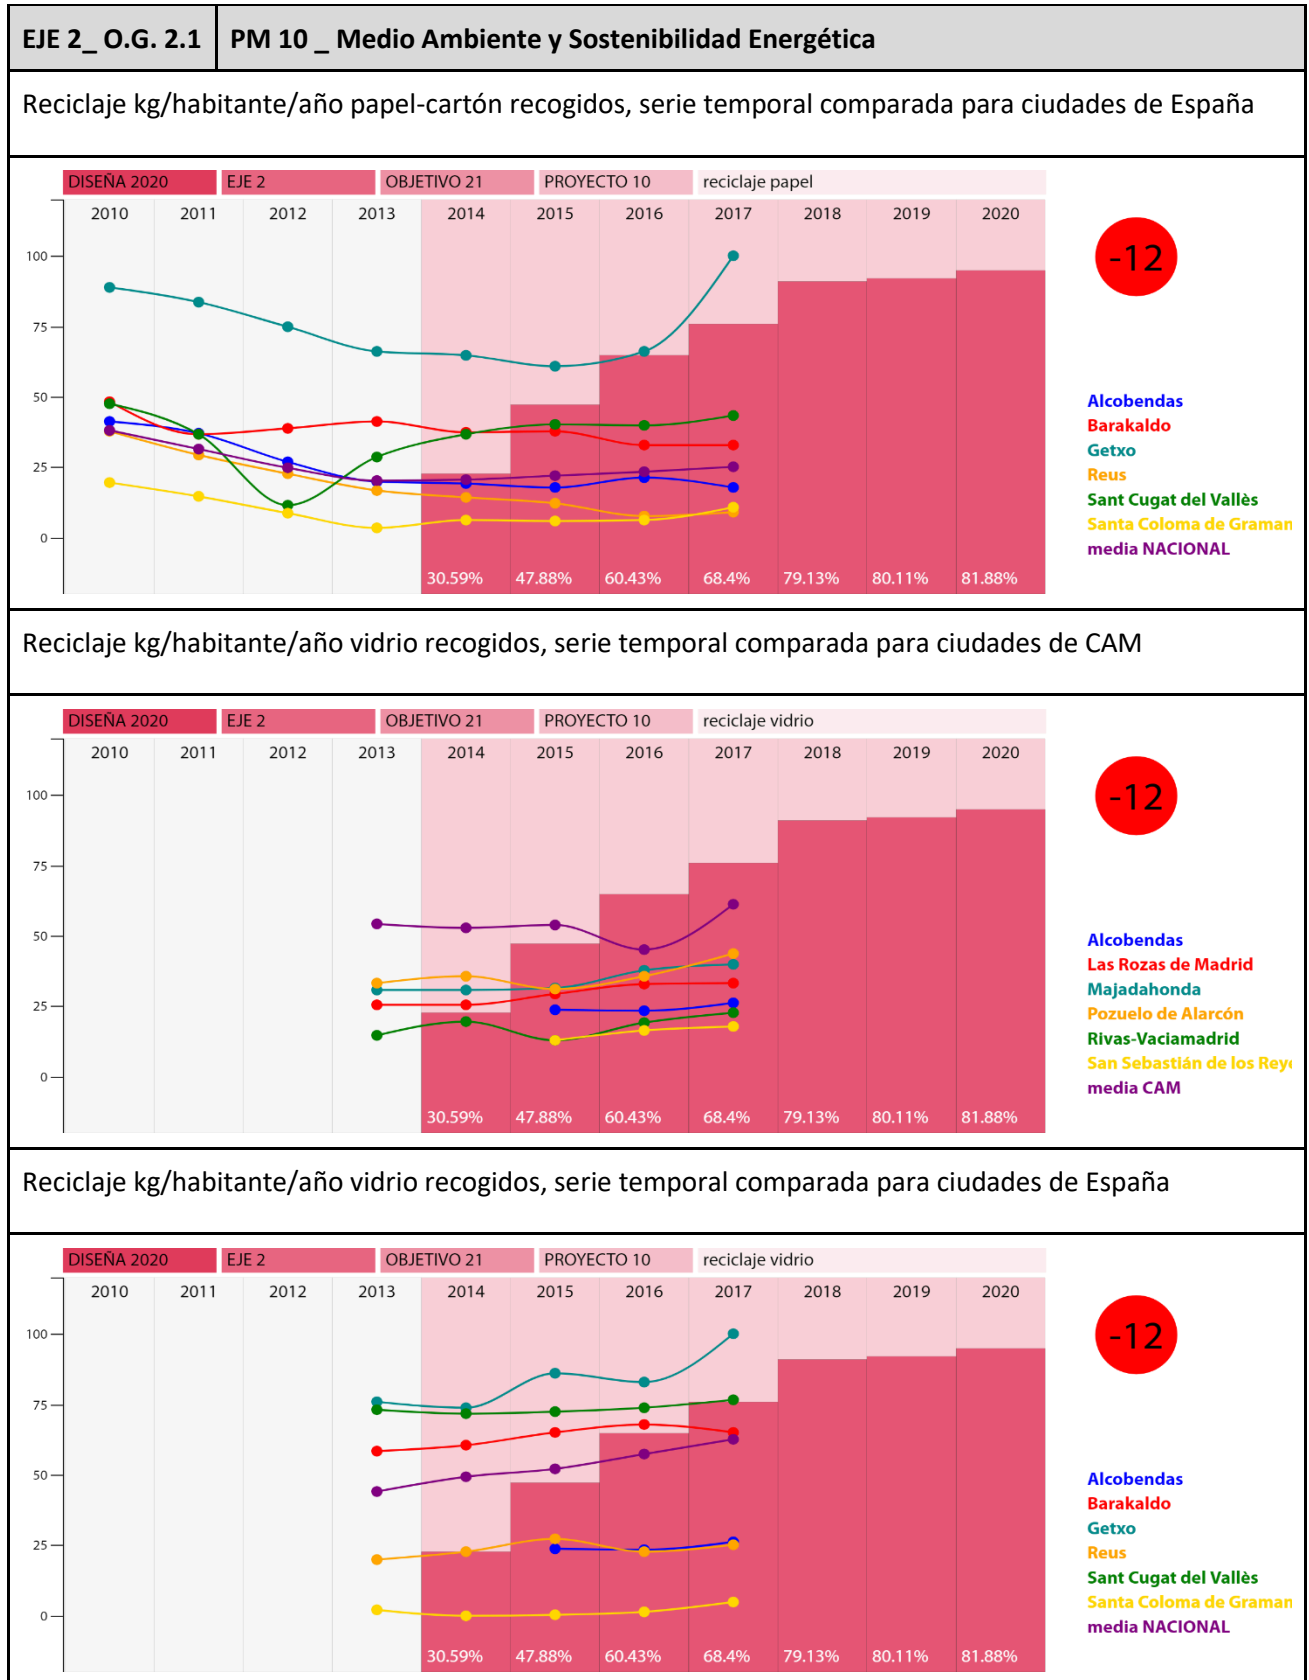 EJE 2_ O.G. 2.1 PM 10 _ Medio Ambiente y Sostenibilidad Energética
Reciclaje kg/habitante/año papel-cartón recogidos, serie temporal comparada para ciudades de España
DISEÑA 2020 EJE 2 OBJETIVO 21 PROYECTO 10 reciclaje papel
2010 2011 2012 2013 2014 2015 2016 2017 2018 2019 2020
100
-12
75
50
Alcobendas
Barakaldo
Getxo
25
Reus
Sant Cugat del Vallès
Santa Coloma de Graman
0
media NACIONAL
30.59% 47.88% 60.43% 68.4% 79.13% 80.11% 81.88%
Reciclaje kg/habitante/año vidrio recogidos, serie temporal comparada para ciudades de CAM
DISEÑA 2020 EJE 2 OBJETIVO 21 PROYECTO 10 reciclaje vidrio
2010 2011 2012 2013 2014 2015 2016 2017 2018 2019 2020
100
-12
75
50
Alcobendas
Las Rozas de Madrid
Majadahonda
25
Pozuelo de Alarcón
Rivas-Vaciamadrid
San Sebastián de los Reye
0
media CAM
30.59% 47.88% 60.43% 68.4% 79.13% 80.11% 81.88%
Reciclaje kg/habitante/año vidrio recogidos, serie temporal comparada para ciudades de España
DISEÑA 2020 EJE 2 OBJETIVO 21 PROYECTO 10 reciclaje vidrio
2010 2011 2012 2013 2014 2015 2016 2017 2018 2019 2020
100
-12
75
50
Alcobendas
Barakaldo
Getxo
25
Reus
Sant Cugat del Vallès
Santa Coloma de Graman
0
media NACIONAL
30.59% 47.88% 60.43% 68.4% 79.13% 80.11% 81.88%